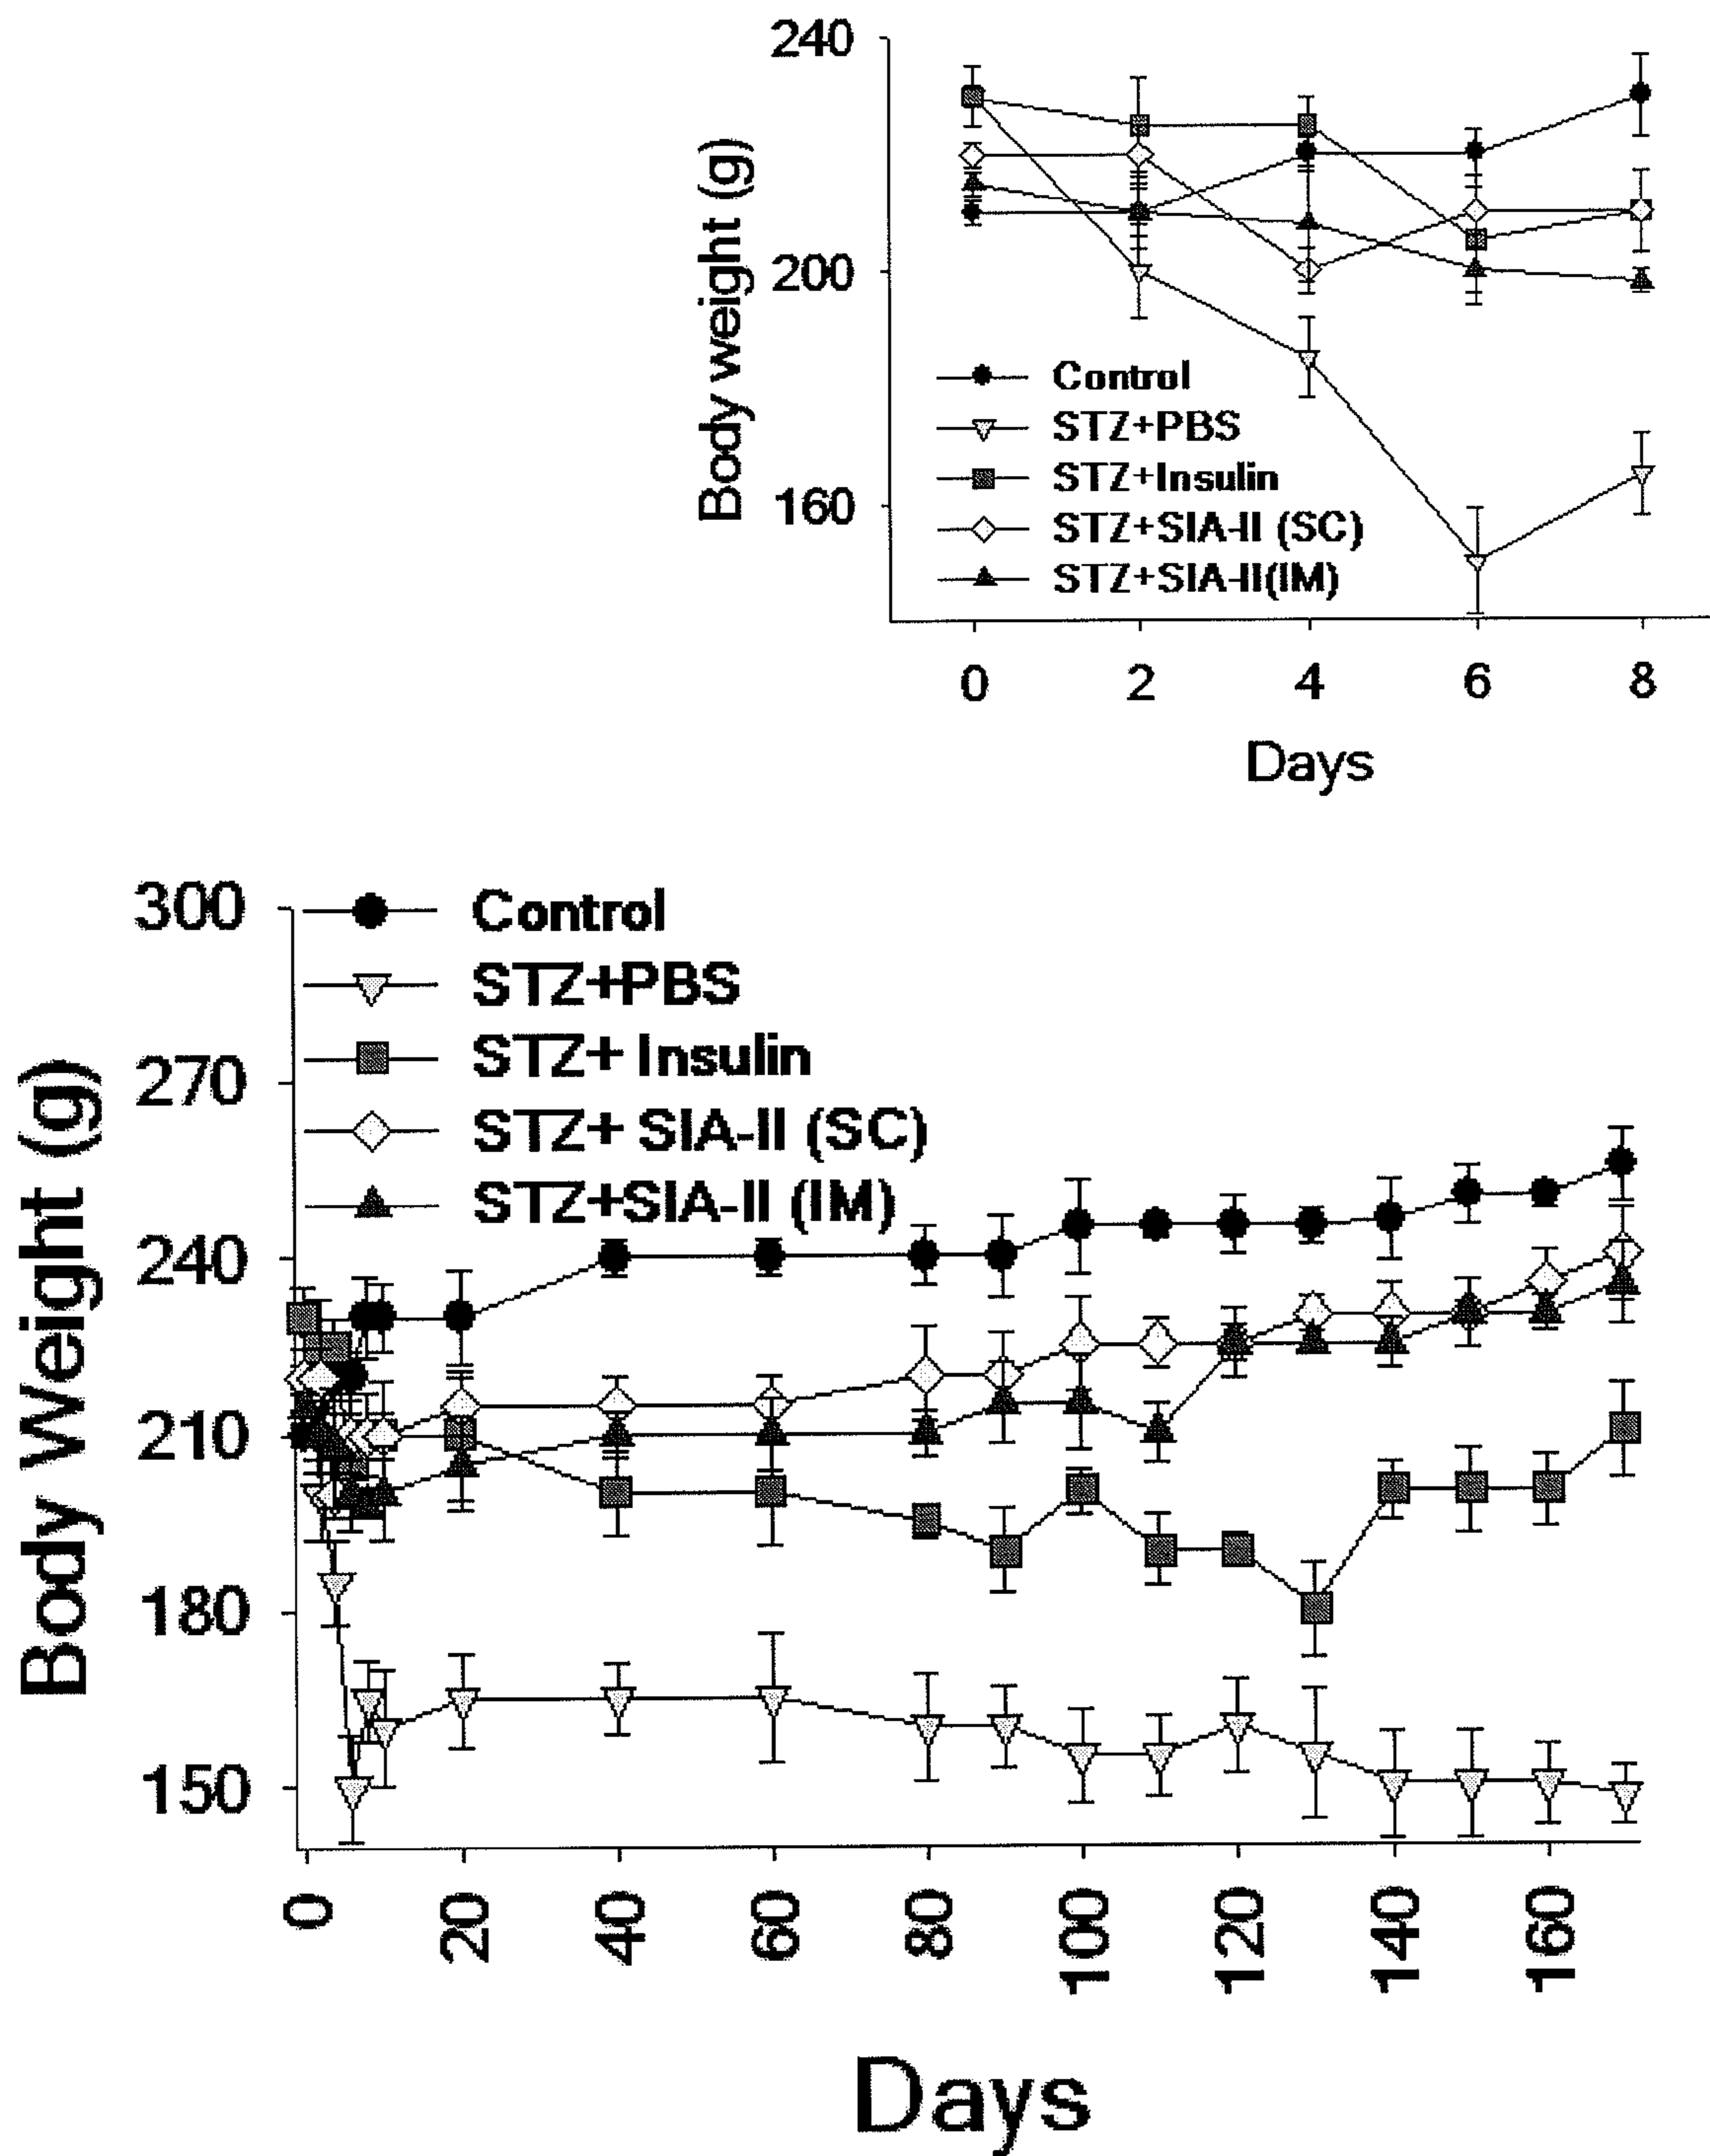 240
200
160
Body weight (g)
Control
STZ+PBS
STZ+Insulin
STZ+SIA-II (SC)
STZ+SIA-II(IM)
0 2 4 6 8
Days
300
270
240
210
180
150
Body Weight (g)
Control
STZ+PBS
STZ+ Insulin
STZ+ SIA-II (SC)
STZ+SIA-II (IM)
0 20 40 60 80 100 120 140 160
Days